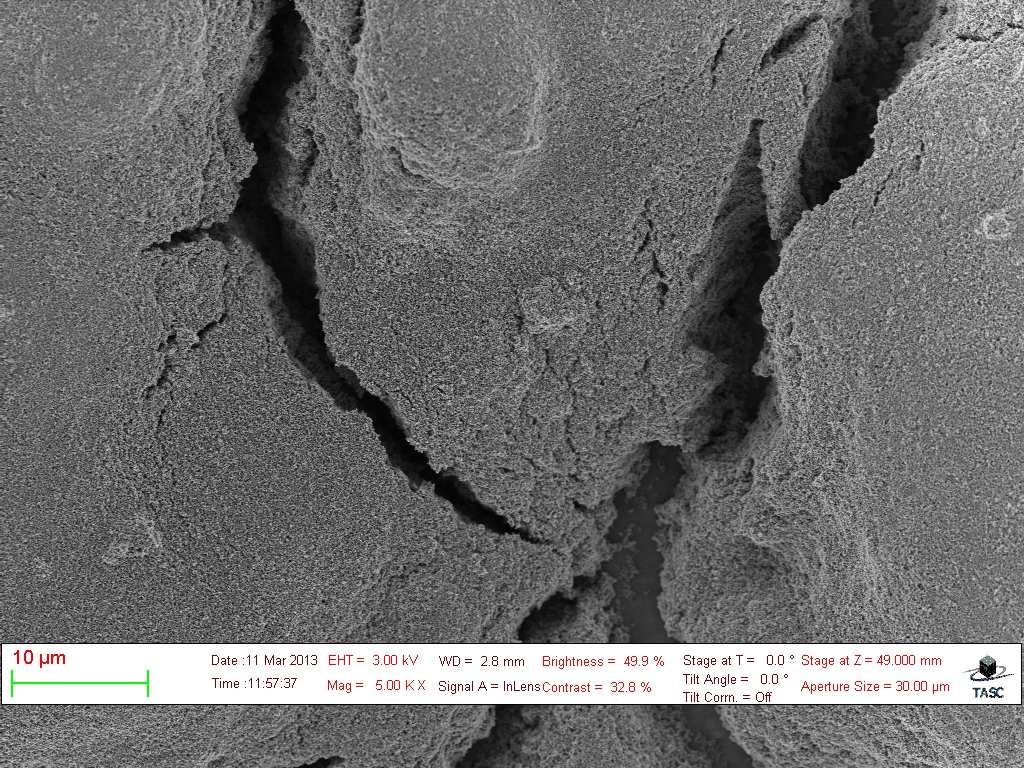 10 µm
Date :11 Mar 2013 EHT = 3.00 kV WD = 2.8 mm Brightness = 49.9 % Stage at T = 0.0 ° Stage at Z = 49.000 mm
Time :11:57:37 Mag = 5.00 K X Signal A = InLens Contrast = 32.8 % Tilt Angle = 0.0 ° Aperture Size = 30.00 µm
Tilt Corrn. = Off
TASC